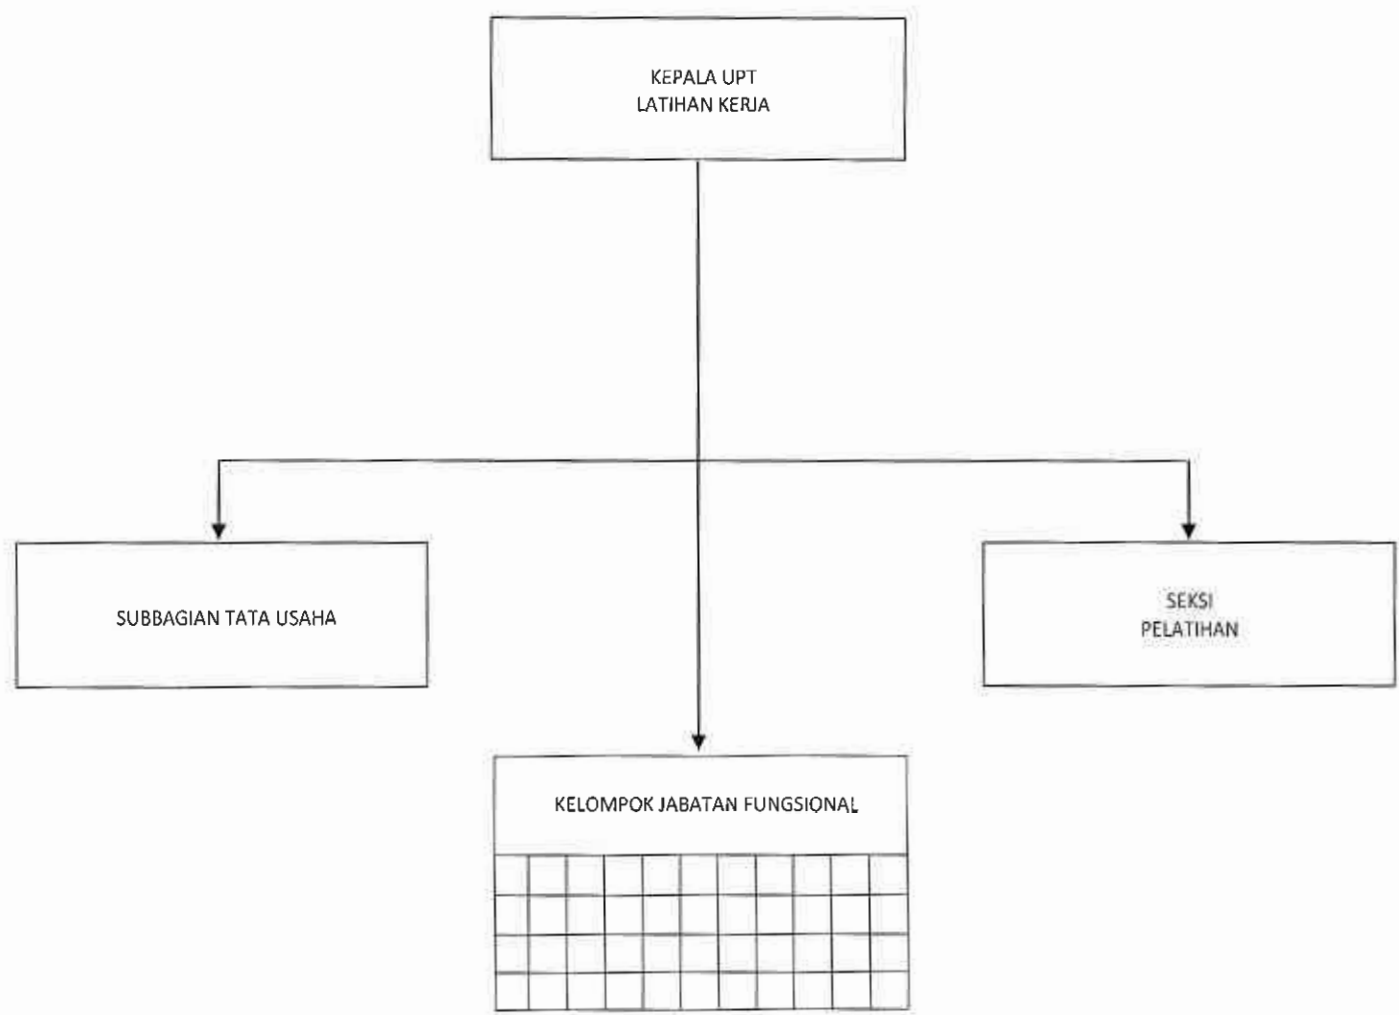 KEPALA UPT
LATIHAN KERJA
SUBBAGIAN TATA USAHA
SEKSI
PELATIHAN
KELOMPOK JABATAN FUNGSIONAL